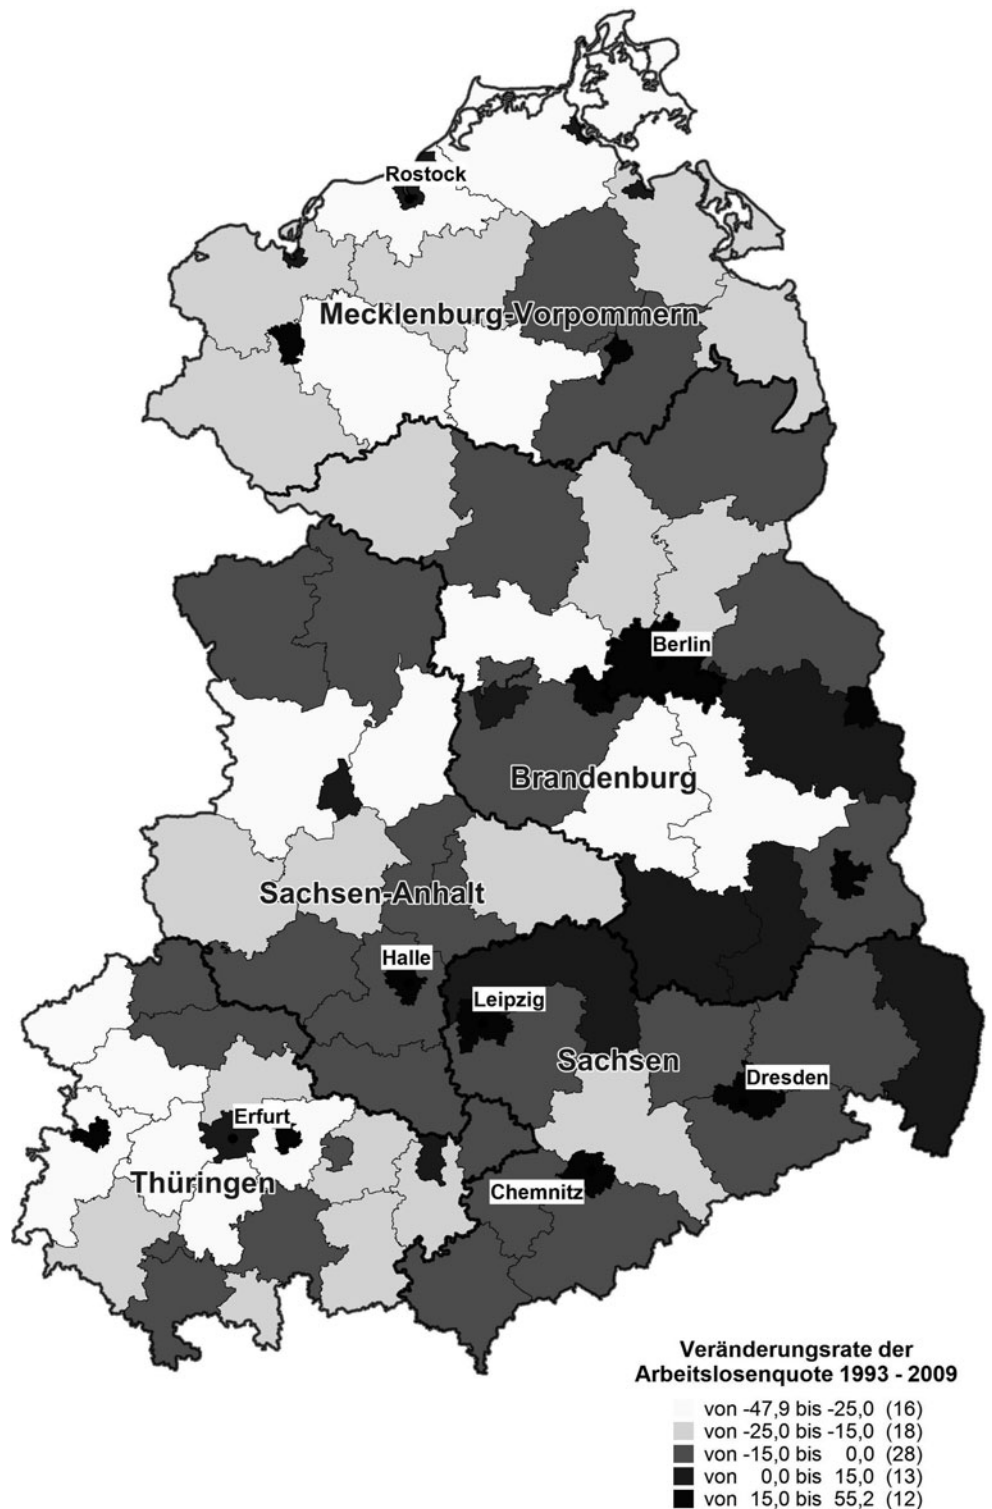 Rostock
Mecklenburg-Vorpommern
Berlin
Brandenburg
Sachsen-Anhalt
Halle
Leipzig
Sachsen
Dresden
Erfurt
Thüringen
Chemnitz
Veränderungsrate der
Arbeitslosenquote 1993 - 2009
von -47,9 bis -25,0 (16)
von -25,0 bis -15,0 (18)
von -15,0 bis 0,0 (28)
von 0,0 bis 15,0 (13)
von 15,0 bis 55,2 (12)